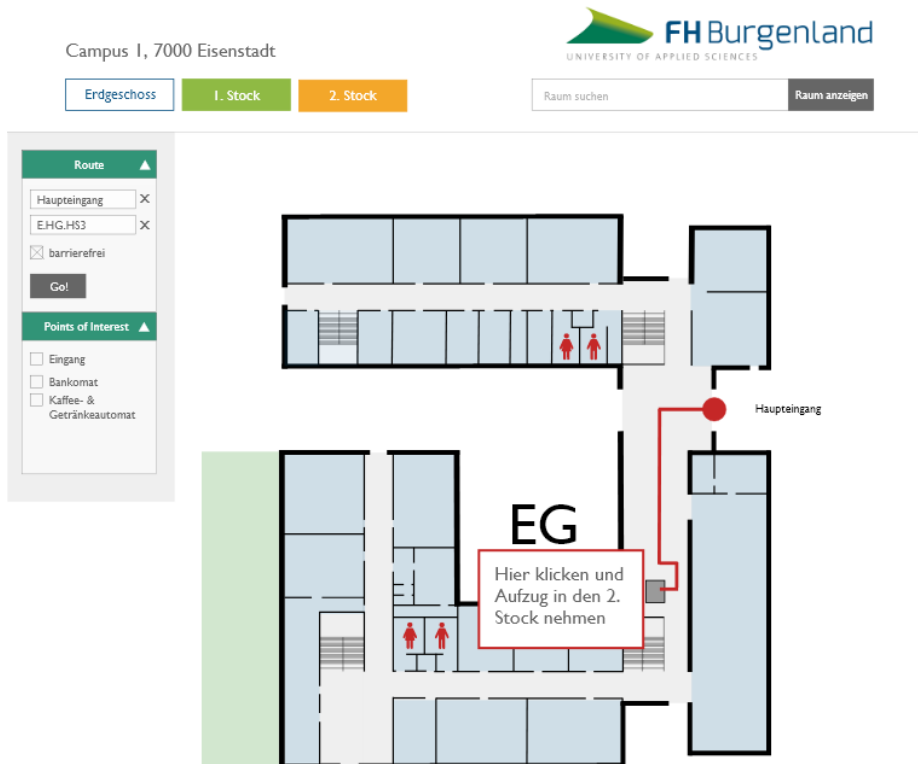 FH Burgenland
UNIVERSITY OF APPLIED SCIENCES
Campus 1, 7000 Eisenstadt
Erdgeschoss
1. Stock
2. Stock
Raum suchen
Raum anzeigen
Route
Haupteingang
E.HG.HS3
barrierefrei
Go!
Points of Interest
Eingang
Bankomat
Kaffee- &
Getränkeautomat
Haupteingang
EG
Hier klicken und
Aufzug in den 2.
Stock nehmen